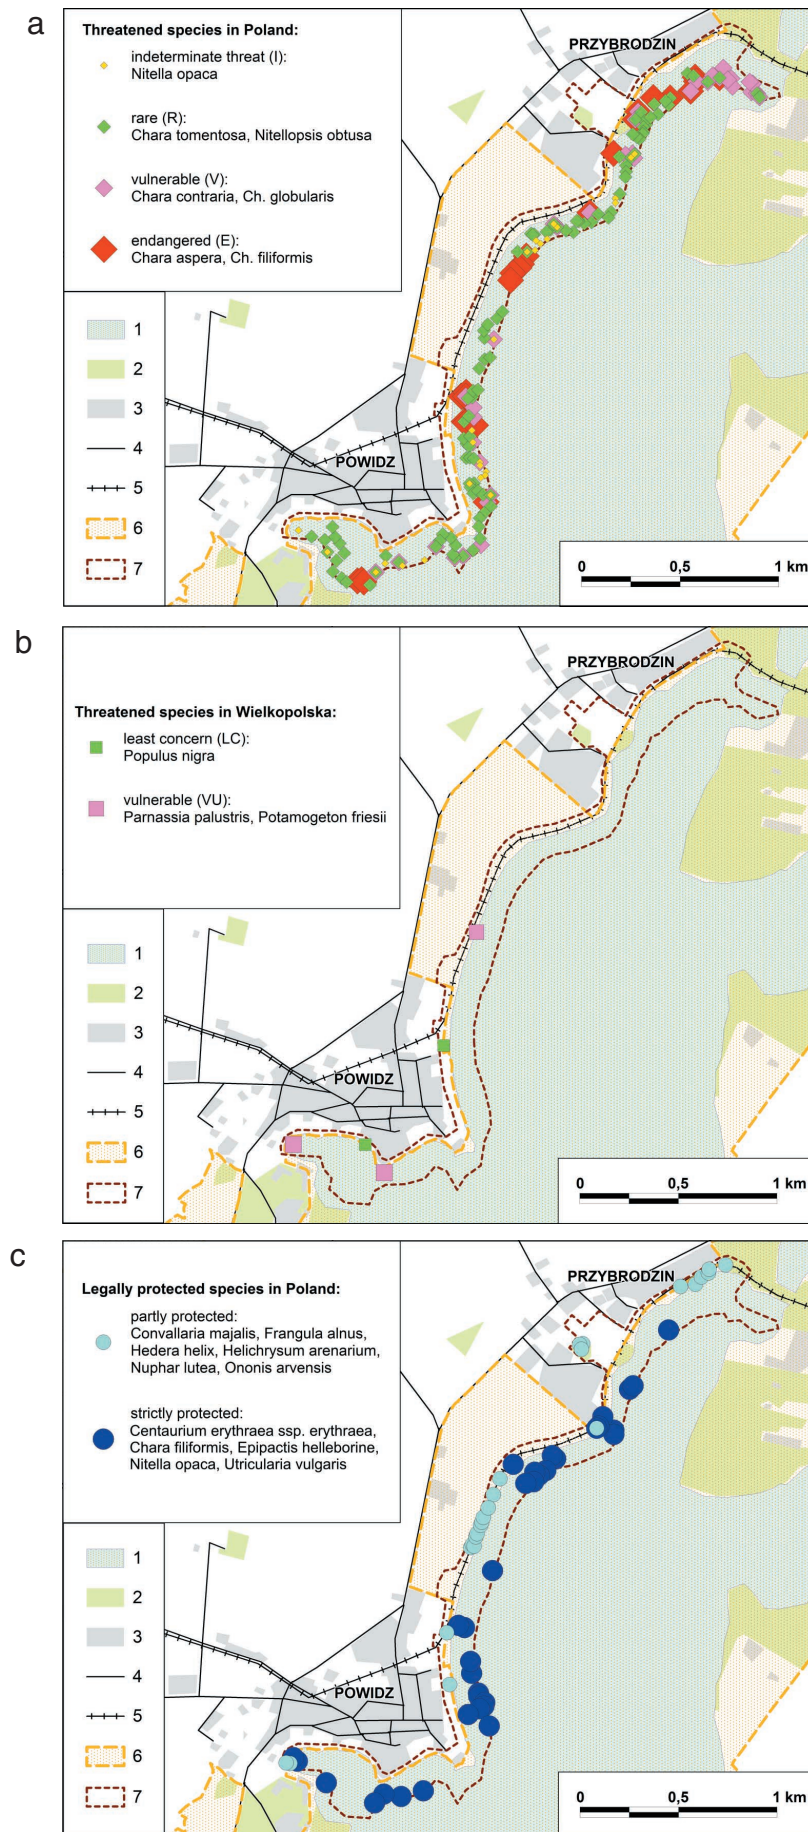 a
Threatened species in Poland:
indeterminate threat (I):
Nitella opaca
rare (R):
Chara tomentosa, Nitellopsis obtusa
vulnerable (V):
Chara contraria, Ch. globularis
endangered (E):
Chara aspera, Ch. filiformis
1
2
3
4
5
6
7
PRZYBRODZIN
POWIDZ
0 0,5 1 km
b
Threatened species in Wielkopolska:
least concern (LC):
Populus nigra
vulnerable (VU):
Parnassia palustris, Potamogeton friesii
1
2
3
4
5
6
7
PRZYBRODZIN
POWIDZ
0 0,5 1 km
c
Legally protected species in Poland:
partly protected:
Convallaria majalis, Frangula alnus,
Hedera helix, Helichrysum arenarium,
Nuphar lutea, Ononis arvensis
strictly protected:
Centaurium erythraea ssp. erythraea,
Chara filiformis, Epipactis helleborine,
Nitella opaca, Utricularia vulgaris
1
2
3
4
5
6
7
PRZYBRODZIN
POWIDZ
0 0,5 1 km